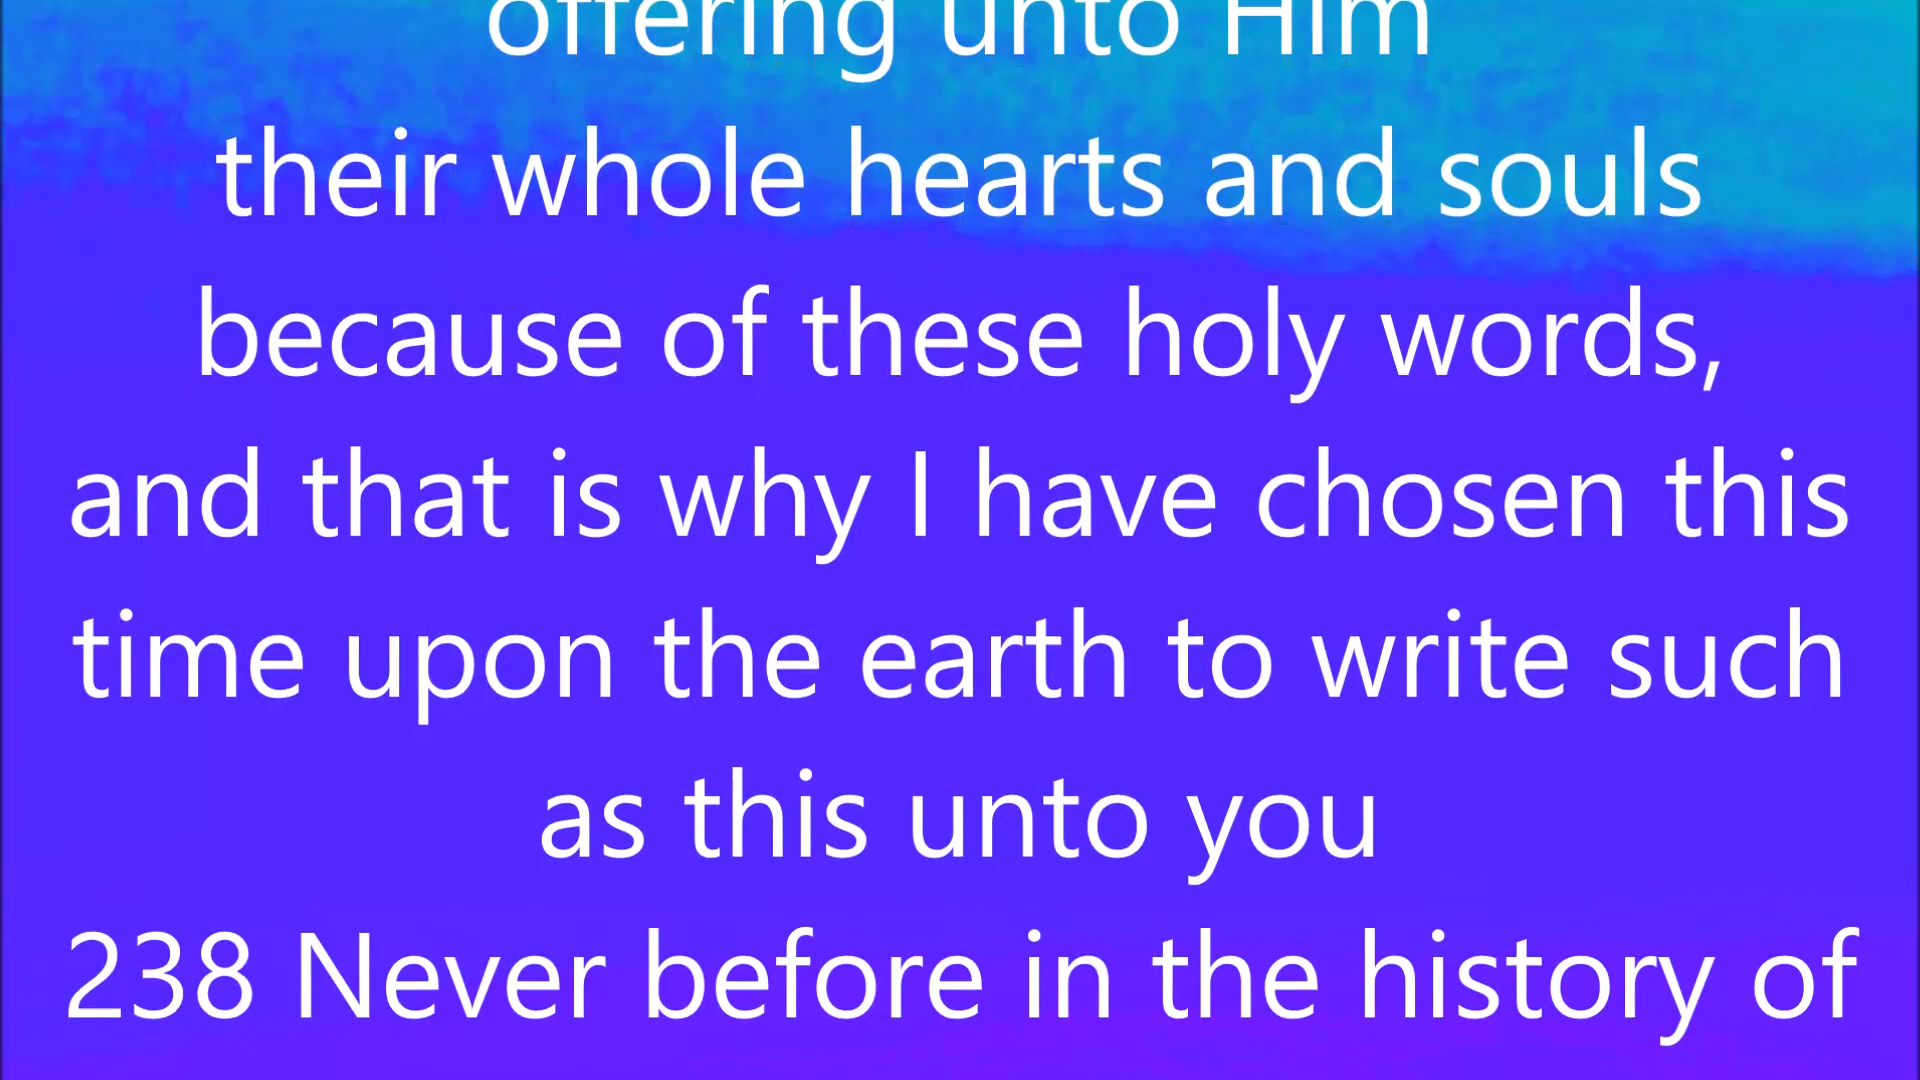 offering unto Him
their whole hearts and souls
because of these holy words,
and that is why I have chosen this
time upon the earth to write such
as this unto you
238 Never before in the history of